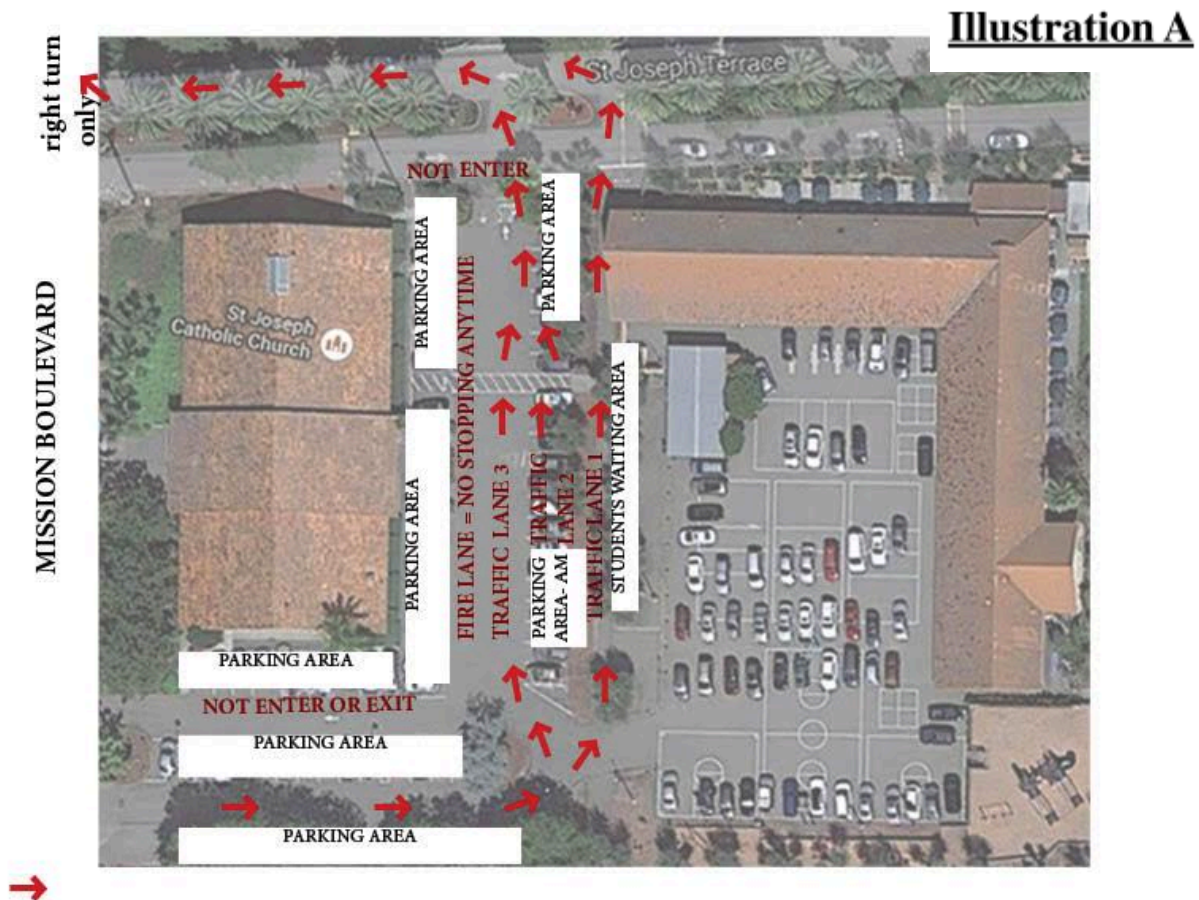 Illustration A
right turn
only
St Joseph Terrace
NOT ENTER
PARKING AREA
PARKING AREA
MISSION BOULEVARD
St Joseph
Catholic Church
FIRE LANE = NO STOPPING ANYTIME
PARKING AREA
TRAFFIC LANE 3
TRAFFIC
LANE 2
TRAFFIC LANE 1
STUDENTS WAITING AREA
PARKING
AREA- AM
PARKING AREA
NOT ENTER OR EXIT
PARKING AREA
PARKING AREA